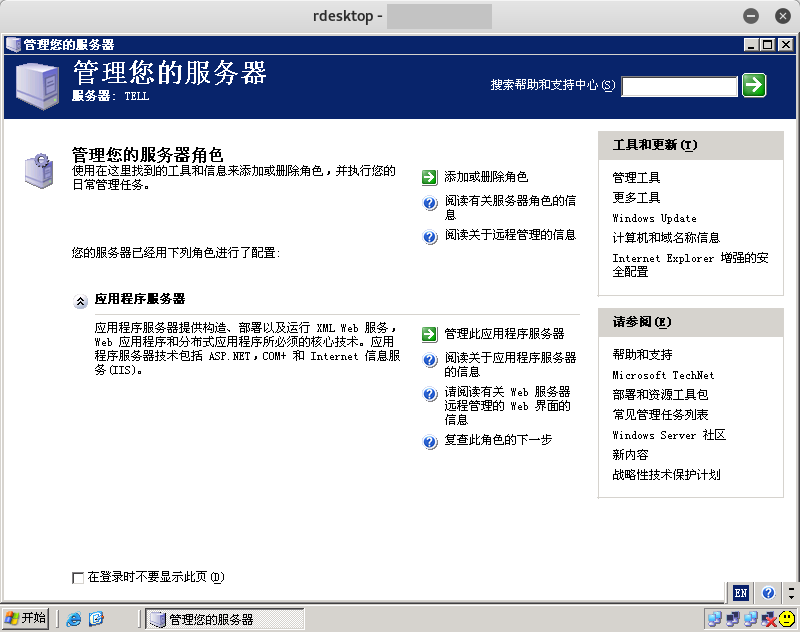 rdesktop -
管理您的服务器
管理您的服务器
服务器: TELL
搜索帮助和支持中心(S)
管理您的服务器角色
使用在这里找到的工具和信息来添加或删除角色，并执行您的
日常管理任务。
添加或删除角色
阅读有关服务器角色的信
息
阅读关于远程管理的信息
您的服务器已经用下列角色进行了配置:
应用程序服务器
应用程序服务器提供构造、部署以及运行 XML Web 服务，
Web 应用程序和分布式应用程序所必须的核心技术。应用
程序服务器技术包括 ASP.NET，COM+ 和 Internet 信息服
务(IIS)。
管理此应用程序服务器
阅读关于应用程序服务器
的信息
请阅读有关 Web 服务器
远程管理的 Web 界面的
信息
复查此角色的下一步
工具和更新(T)
管理工具
更多工具
Windows Update
计算机和域名称信息
Internet Explorer 增强的安
全配置
请参阅(E)
帮助和支持
Microsoft TechNet
部署和资源工具包
常见管理任务列表
Windows Server 社区
新内容
战略性技术保护计划
在登录时不要显示此页(D)
EN
开始
管理您的服务器